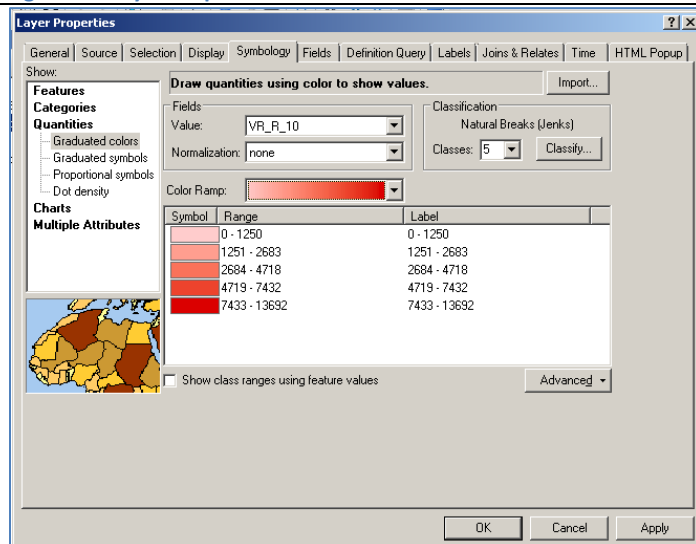 Layer Properties
General Source Selection Display Symbology Fields Definition Query Labels Joins & Relates Time HTML Popup
Show:
Features
Categories
Quantities
Graduated colors
Graduated symbols
Proportional symbols
Dot density
Charts
Multiple Attributes
Draw quantities using color to show values.
Import...
Fields
Value: VR_R_10
Normalization: none
Classification
Natural Breaks (Jenks)
Classes: 5 Classify...
Color Ramp:
Symbol Range Label
0 - 1250 0 - 1250
1251 - 2683 1251 - 2683
2684 - 4718 2684 - 4718
4719 - 7432 4719 - 7432
7433 - 13692 7433 - 13692
Show class ranges using feature values
Advanced
OK Cancel Apply